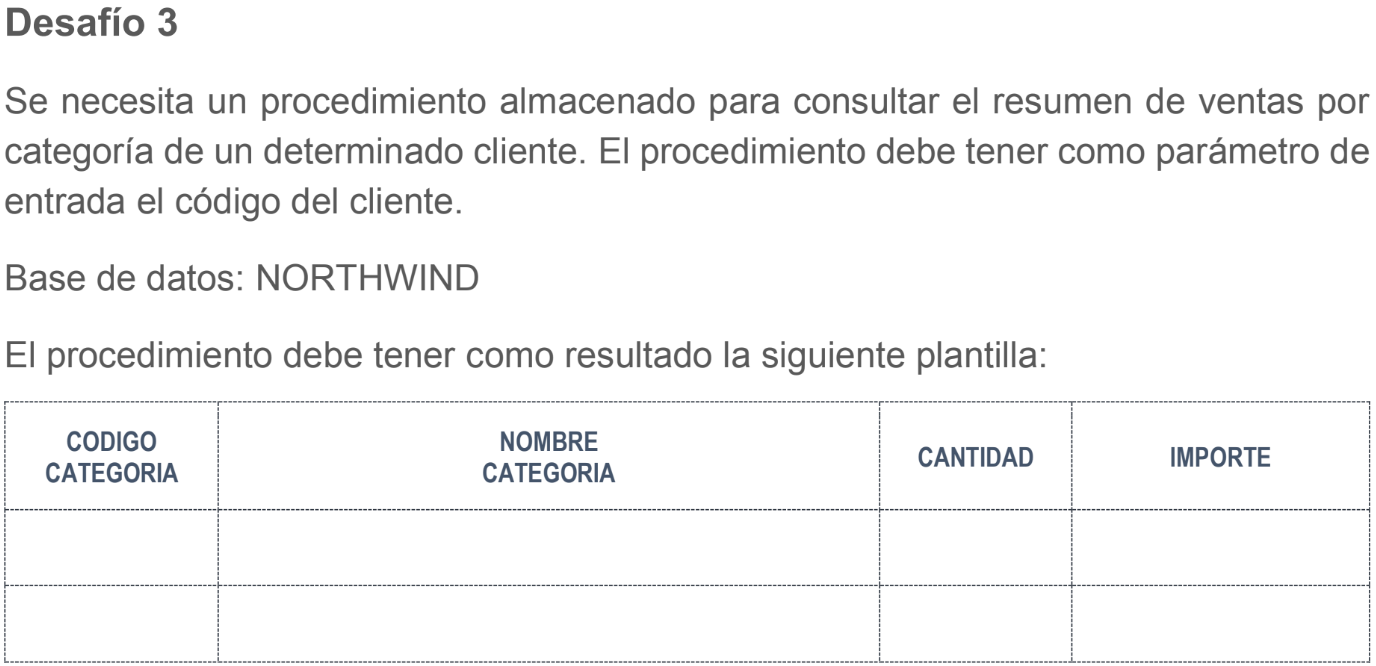 Desafío 3
Se necesita un procedimiento almacenado para consultar el resumen de ventas por
categoría de un determinado cliente. El procedimiento debe tener como parámetro de
entrada el código del cliente.
Base de datos: NORTHWIND
El procedimiento debe tener como resultado la siguiente plantilla:
CODIGO
CATEGORIA
NOMBRE
CATEGORIA
CANTIDAD
IMPORTE